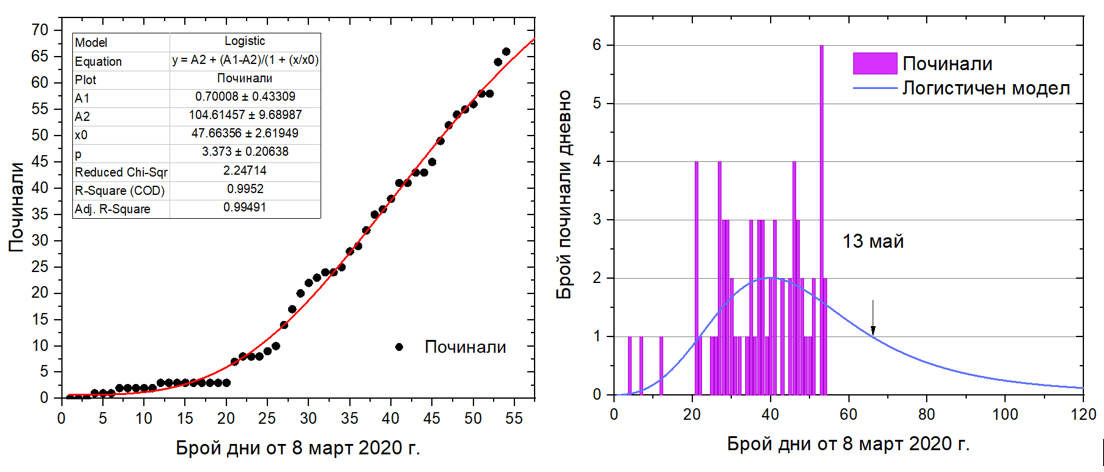 70
65
60
55
50
45
40
35
30
25
20
15
10
5
0
Починали
Model Logistic
Equation y = A2 + (A1-A2)/(1 + (x/x0)
Plot Починали
A1 0.70008 ± 0.43309
A2 104.61457 ± 9.68987
x0 47.66356 ± 2.61949
p 3.373 ± 0.20638
Reduced Chi-Sqr 2.24714
R-Square (COD) 0.9952
Adj. R-Square 0.99491
Починали
0 5 10 15 20 25 30 35 40 45 50 55
Брой дни от 8 март 2020 г.
6
5
4
3
2
1
0
Брой починали дневно
Починали
Логистичен модел
13 май
0 20 40 60 80 100 120
Брой дни от 8 март 2020 г.